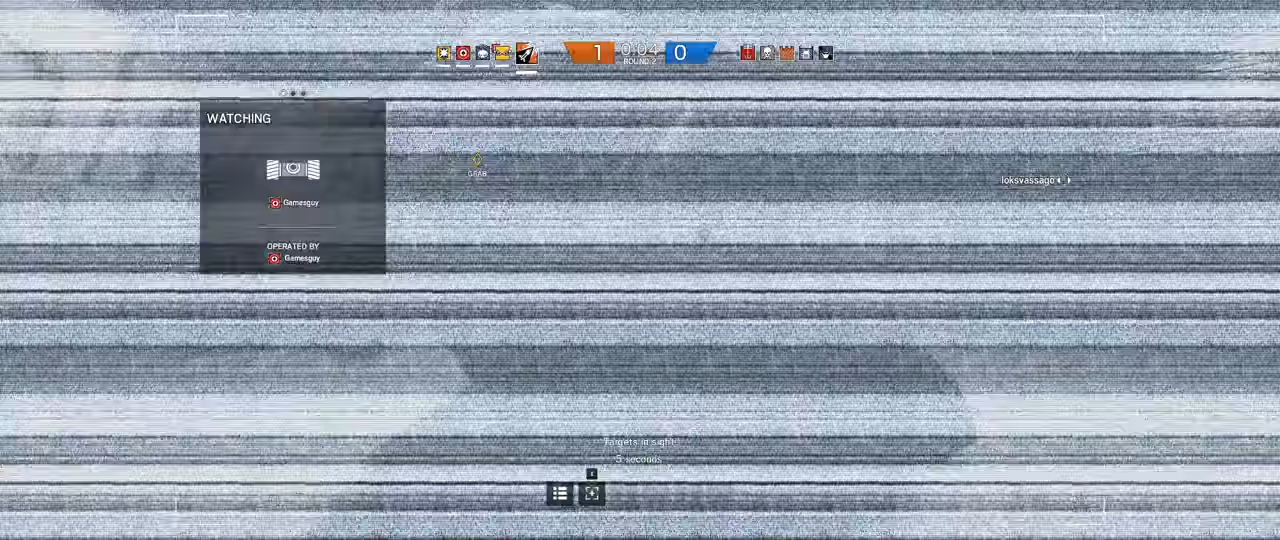 1 0:04 0
ROUND 2
WATCHING
GRAB
loksvassago
Gamesguy
OPERATED BY
Gamesguy
Targets in sight:
5 seconds